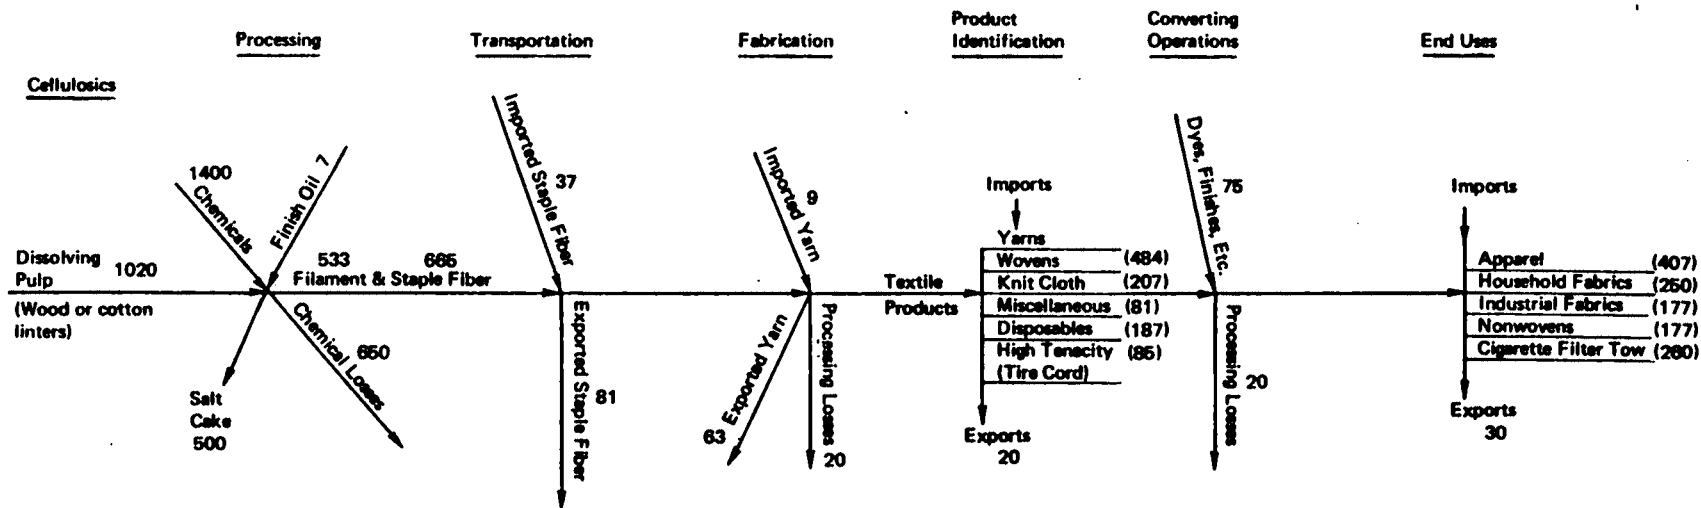 Processing
Transportation
Fabrication
Product
Identification
Converting
Operations
End Uses
Cellulosics
Dissolving
Pulp
1020
(Wood or cotton
linters)
1400
Chemicals
Finish Oil 7
Salt
Cake
500
Chemical Losses
650
533
665
Filament & Staple Fiber
Imported Staple Fiber
37
Exported Staple Fiber
81
Imported Yarn
9
63 Exported Yarn
Processing Losses
20
Textile
Products
Imports
Yarns
Wovens (484)
Knit Cloth (207)
Miscellaneous (81)
Disposables (187)
High Tenacity (85)
(Tire Cord)
Exports
20
Dyes, Finishes, Etc.
75
Processing Losses
20
Imports
Apparel (407)
Household Fabrics (250)
Industrial Fabrics (177)
Nonwovens (177)
Cigarette Filter Tow (260)
Exports
30